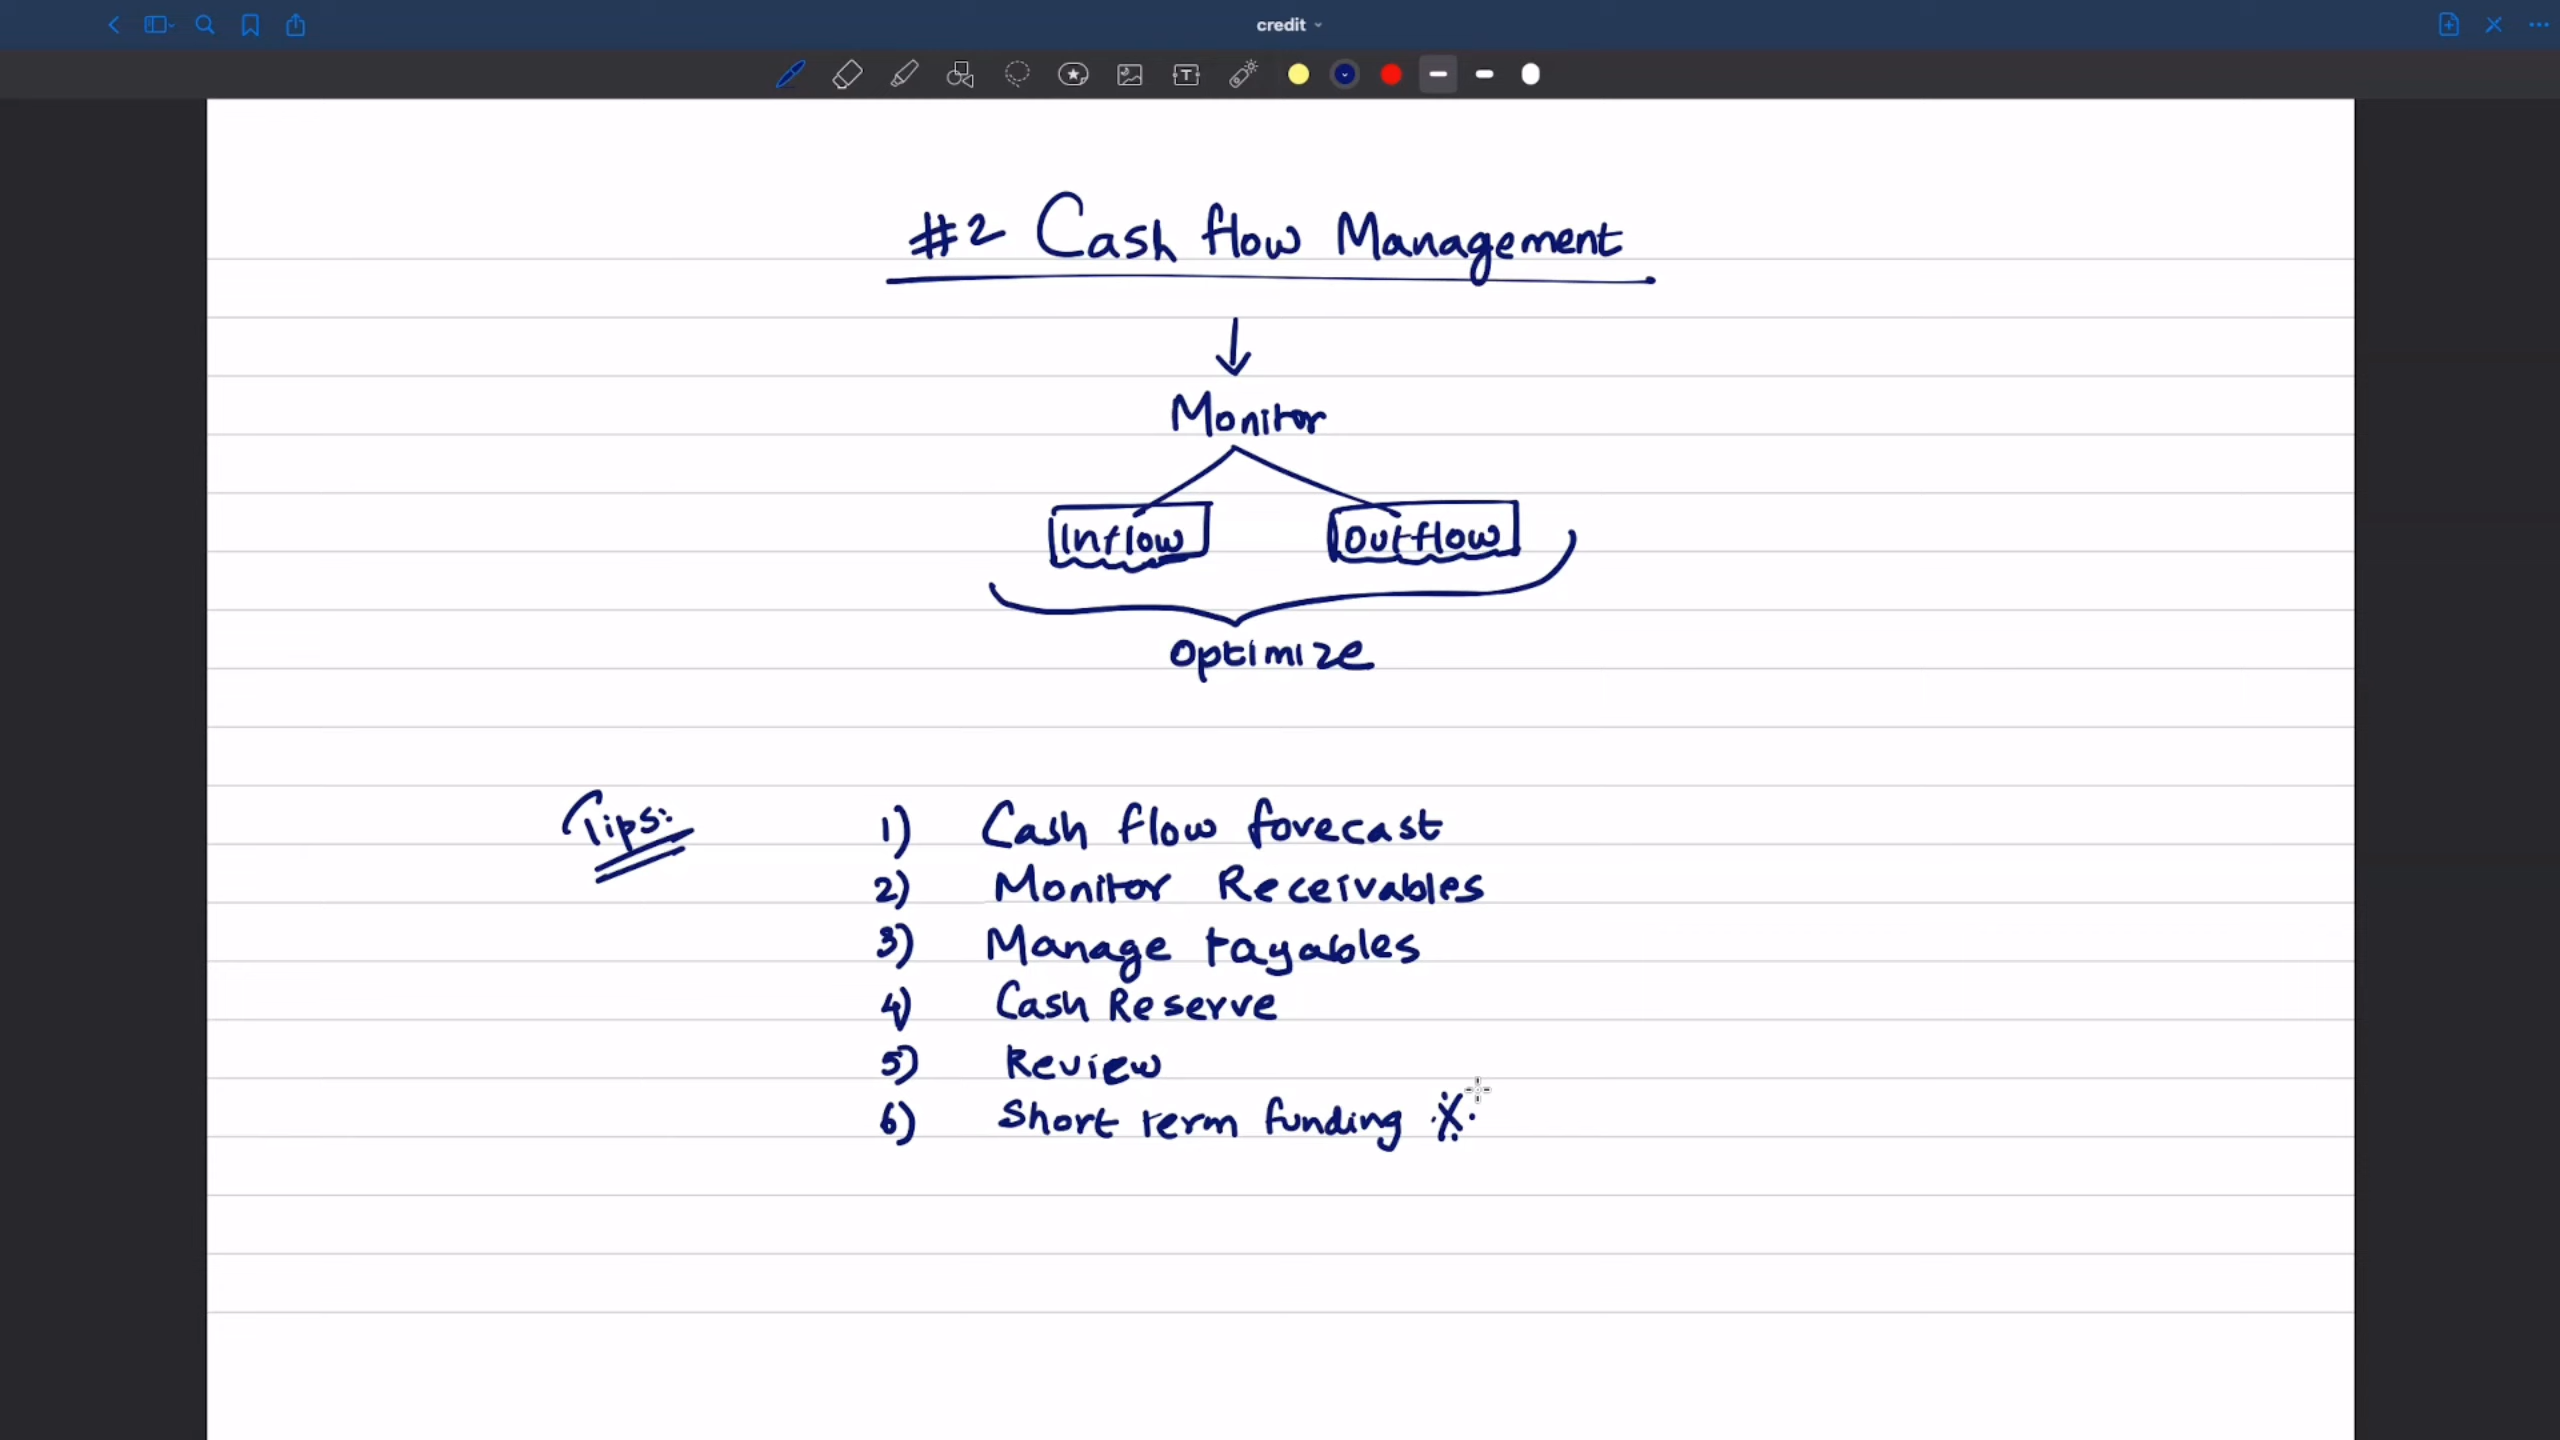 credit
#2 Cash flow Management
Monitor
Inflow Outflow
Optimize
Tips:
1) Cash flow forecast
2) Monitor Receivables
3) Manage Payables
4) Cash Reserve
5) Review
6) Short term funding